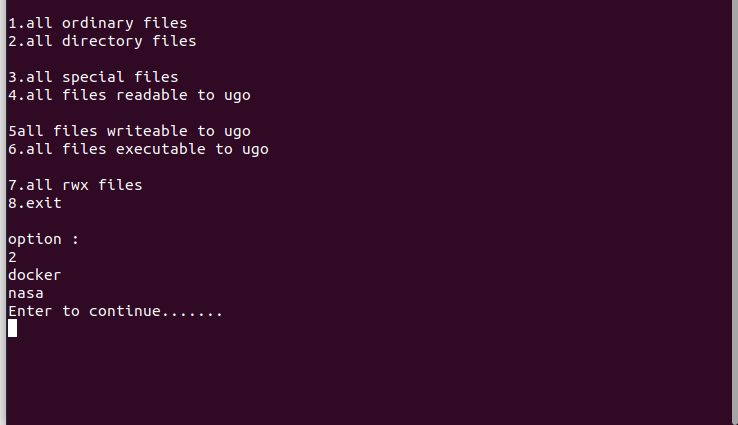 1.all ordinary files
2.all directory files
3.all special files
4.all files readable to ugo
5all files writeable to ugo
6.all files executable to ugo
7.all rwx files
8.exit
option :
2
docker
nasa
Enter to continue.......